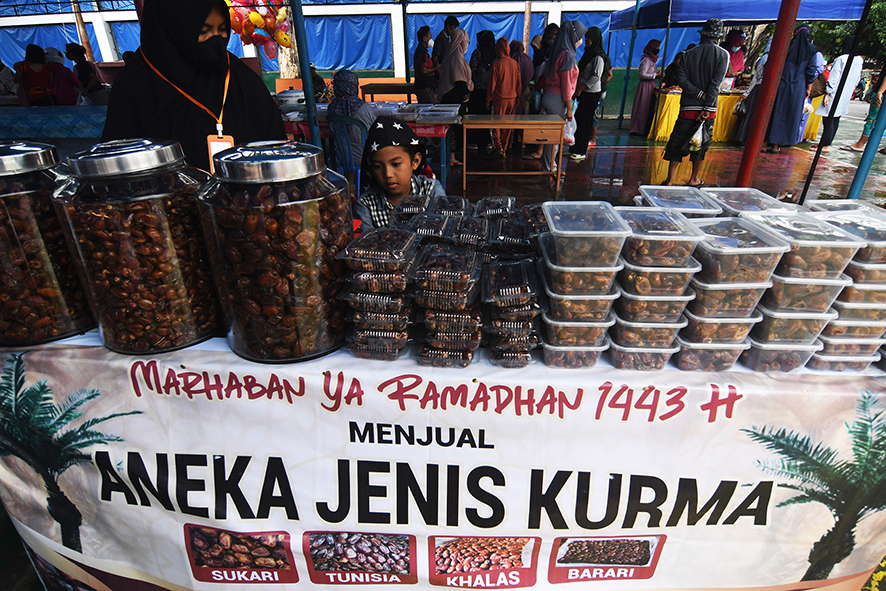 MARHABAN YA RAMADHAN 1443 H
MENJUAL
ANEKA JENIS KURMA
SUKARI
TUNISIA
KHALAS
BARARI